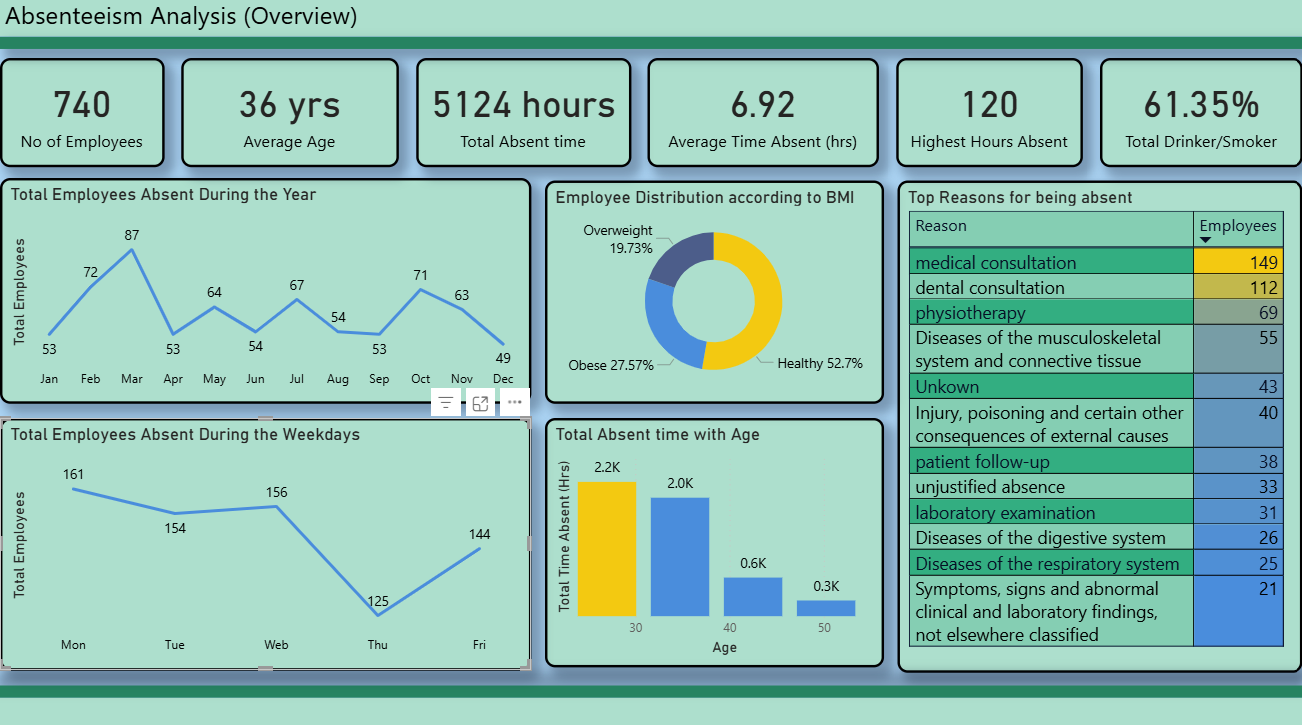 Absenteeism Analysis (Overview)
740
No of Employees
36 yrs
Average Age
5124 hours
Total Absent time
6.92
Average Time Absent (hrs)
120
Highest Hours Absent
61.35%
Total Drinker/Smoker
Total Employees Absent During the Year
Total Employees
53
72
87
53
64
54
67
54
53
71
63
49
Jan
Feb
Mar
Apr
May
Jun
Jul
Aug
Sep
Oct
Nov
Dec
Employee Distribution according to BMI
Overweight
19.73%
Obese 27.57%
Healthy 52.7%
Top Reasons for being absent
Reason Employees
medical consultation 149
dental consultation 112
physiotherapy 69
Diseases of the musculoskeletal 55
system and connective tissue
Unkown 43
Injury, poisoning and certain other 40
consequences of external causes
patient follow-up 38
unjustified absence 33
laboratory examination 31
Diseases of the digestive system 26
Diseases of the respiratory system 25
Symptoms, signs and abnormal 21
clinical and laboratory findings,
not elsewhere classified
Total Employees Absent During the Weekdays
Total Employees
161
154
156
125
144
Mon
Tue
Web
Thu
Fri
Total Absent time with Age
Total Time Absent (Hrs)
2.2K
2.0K
0.6K
0.3K
30
40
50
Age